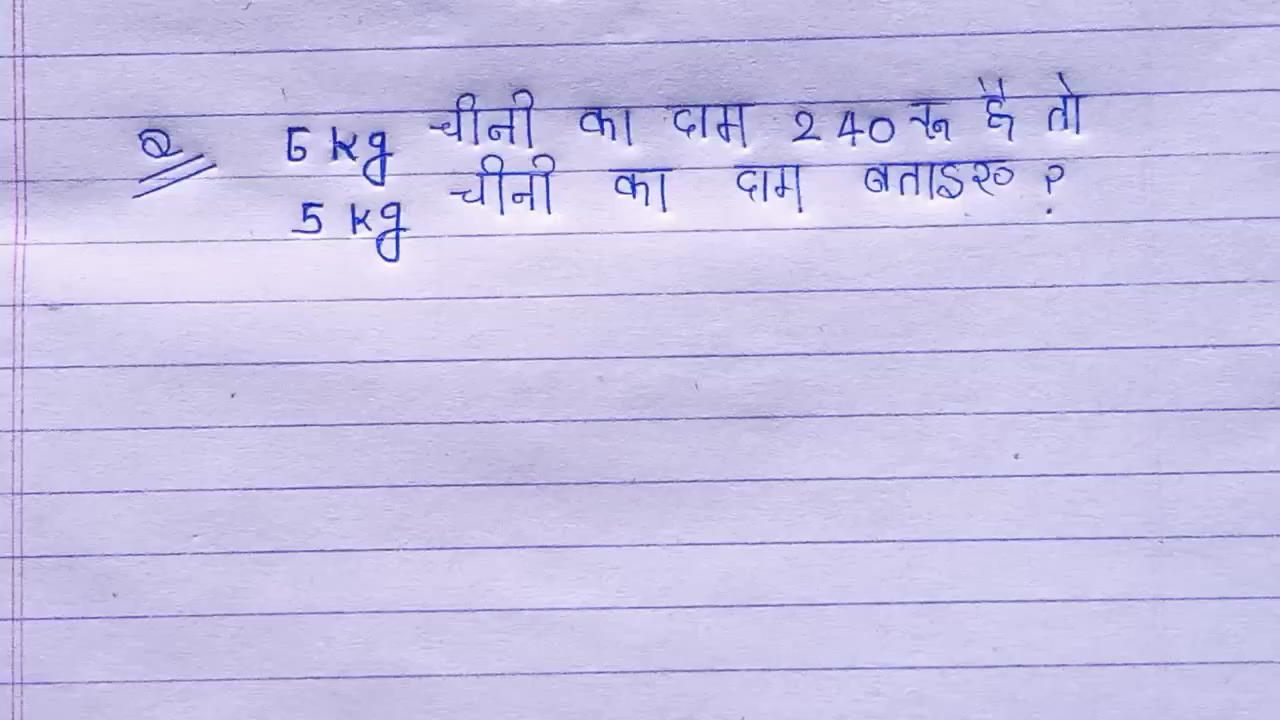 Q 6 kg चीनी का दाम 240 रू है तो
5 kg चीनी का दाम बताइए ?